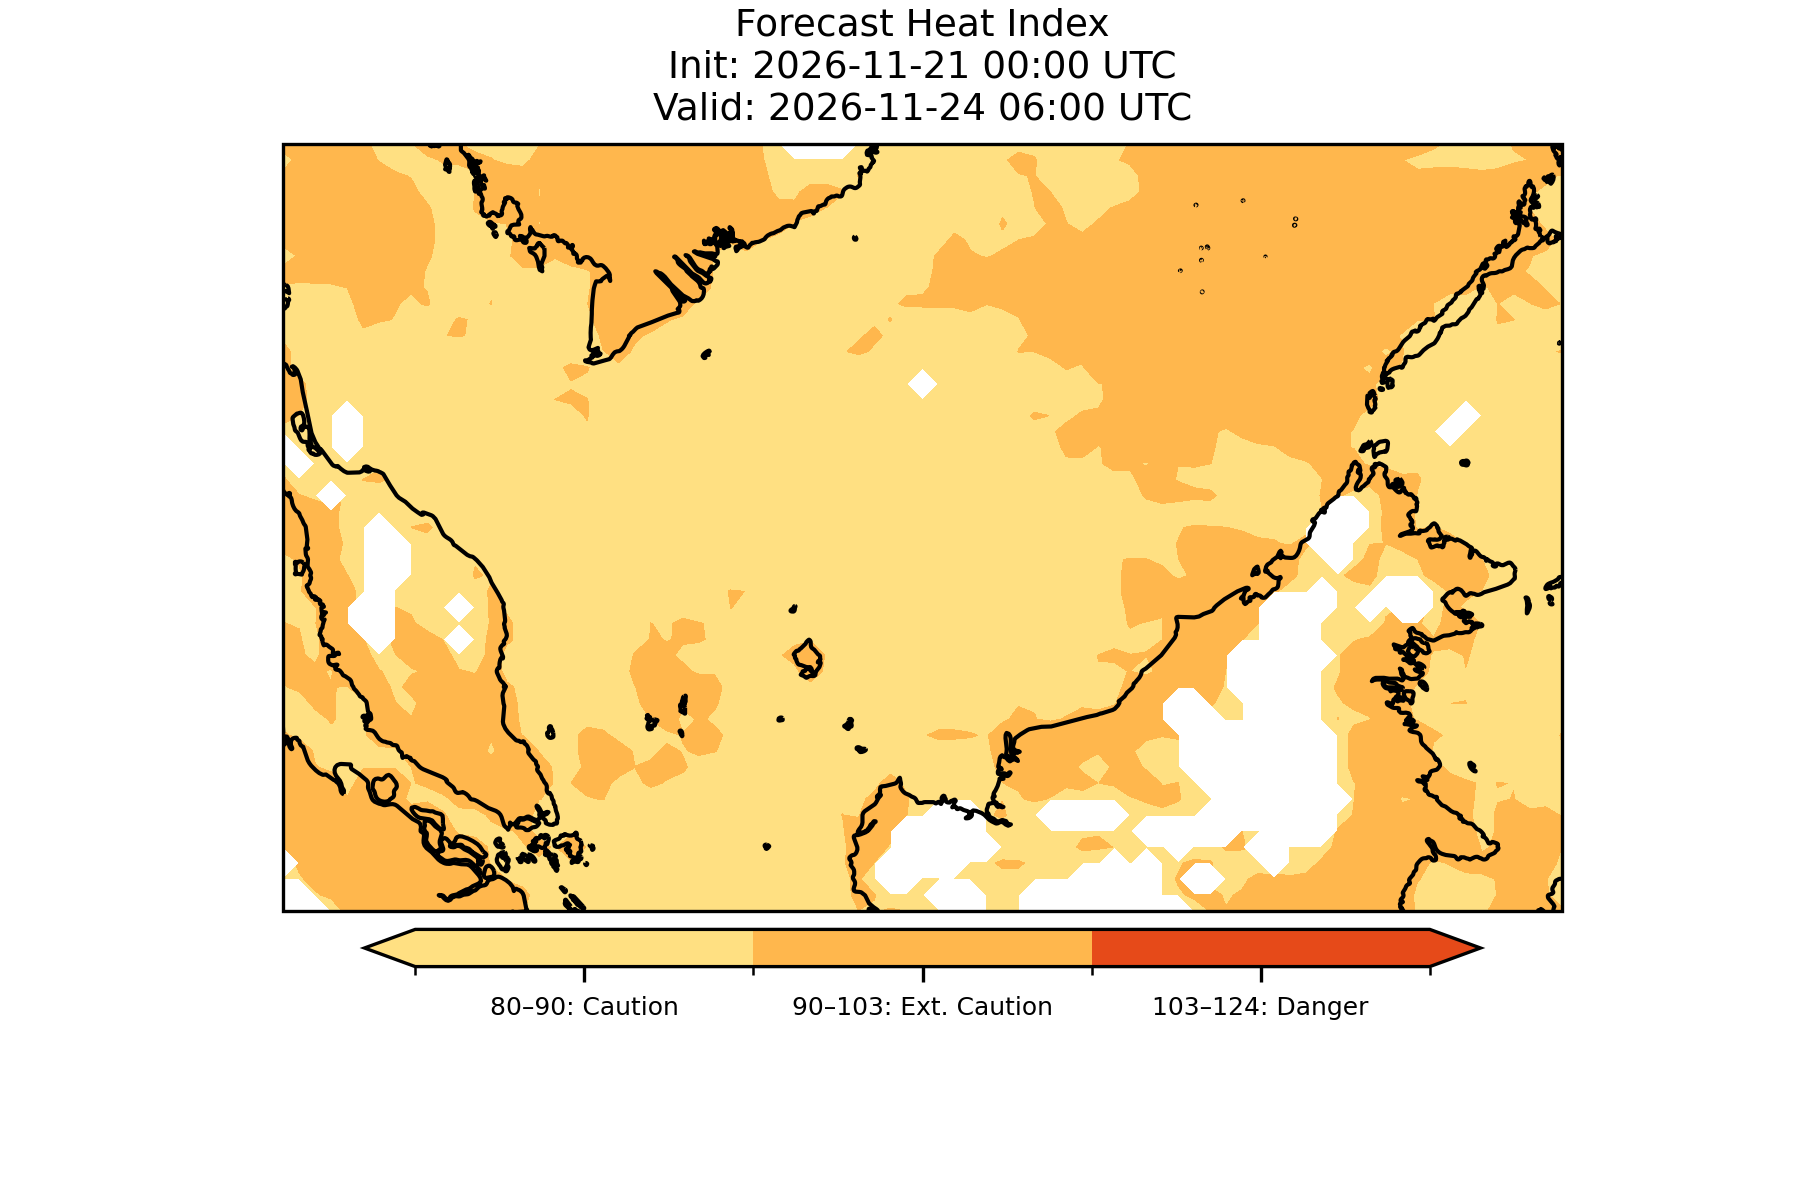 Forecast Heat Index
Init: 2026-11-21 00:00 UTC
Valid: 2026-11-24 06:00 UTC
80–90: Caution
90–103: Ext. Caution
103–124: Danger